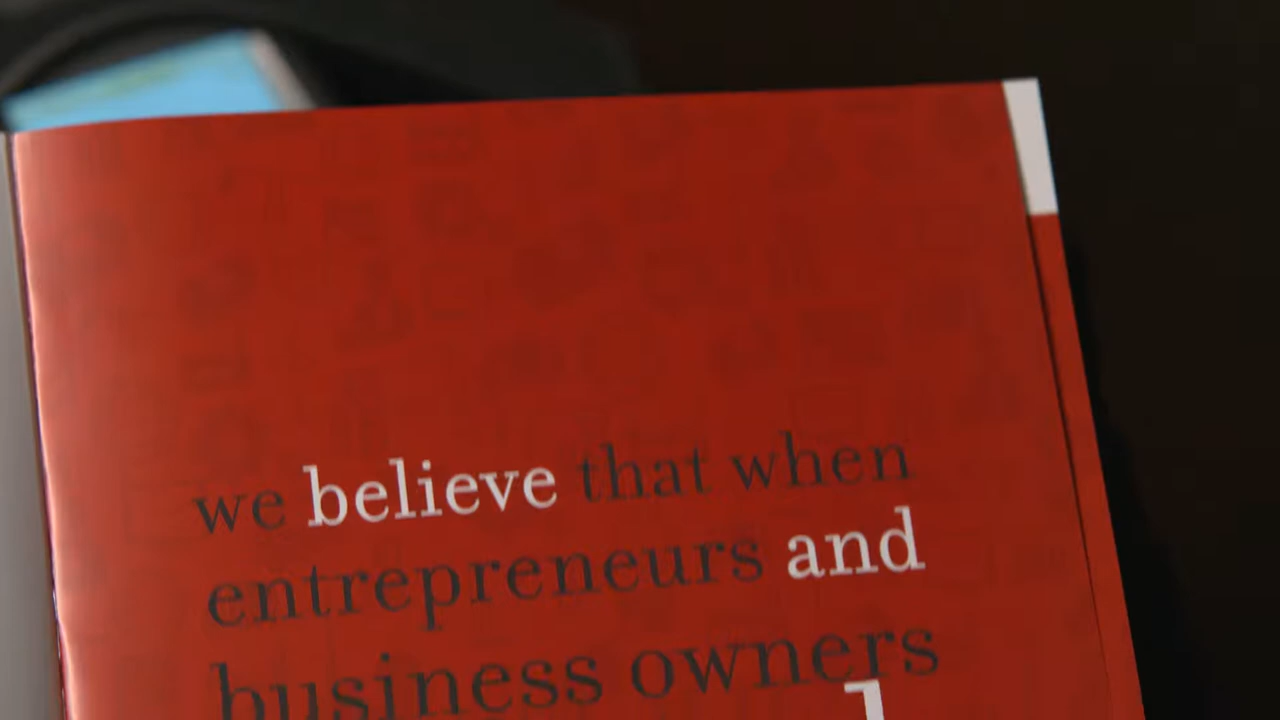 we believe that when
entrepreneurs and
business owners